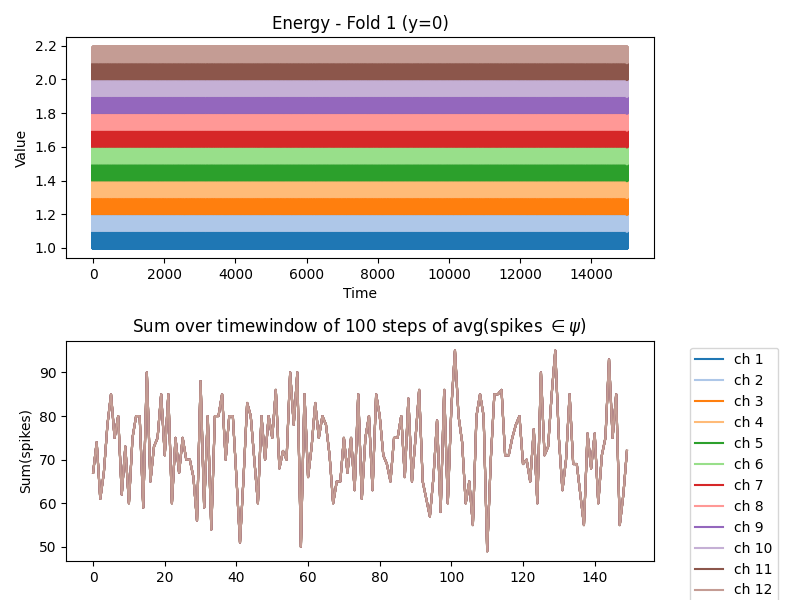 Energy - Fold 1 (y=0)
2.2
2.0
1.8
1.6
1.4
1.2
1.0
Value
0 2000 4000 6000 8000 10000 12000 14000
Time
Sum over timewindow of 100 steps of avg(spikes ∈ψ)
90
80
70
60
50
Sum(spikes)
0 20 40 60 80 100 120 140
ch 1
ch 2
ch 3
ch 4
ch 5
ch 6
ch 7
ch 8
ch 9
ch 10
ch 11
ch 12